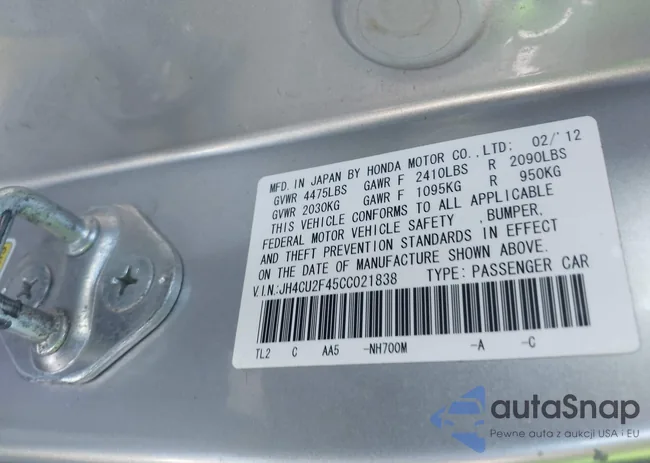 MFD. IN JAPAN BY HONDA MOTOR CO.,LTD: 02/'12
GVWR 4475LBS GAWR F 2410LBS R 2090LBS
GVWR 2030KG GAWR F 1095KG R 950KG
THIS VEHICLE CONFORMS TO ALL APPLICABLE
FEDERAL MOTOR VEHICLE SAFETY ,BUMPER,
AND THEFT PREVENTION STANDARDS IN EFFECT
ON THE DATE OF MANUFACTURE SHOWN ABOVE.
V.I.N.:JH4CU2F45CC021838 TYPE: PASSENGER CAR
TL2 C AA5 -NH700M -A -C
autaSnap
Pewne auta z aukcji USA i EU